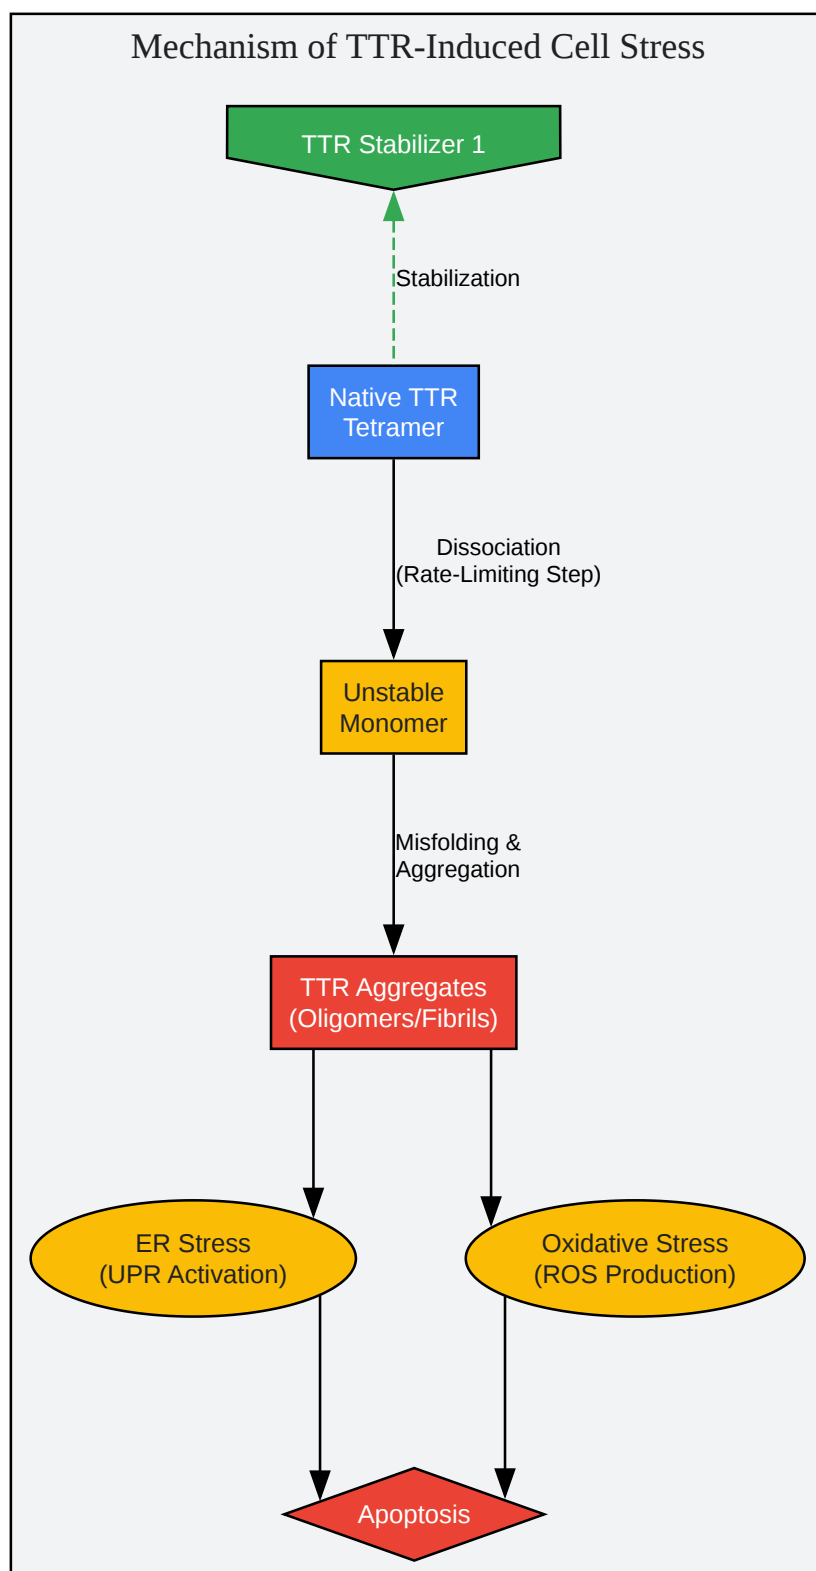 Mechanism of TTR-Induced Cell Stress
TTR Stabilizer 1
Stabilization
Native TTR
Tetramer
Dissociation
(Rate-Limiting Step)
Unstable
Monomer
Misfolding &
Aggregation
TTR Aggregates
(Oligomers/Fibrils)
ER Stress
(UPR Activation)
Oxidative Stress
(ROS Production)
Apoptosis